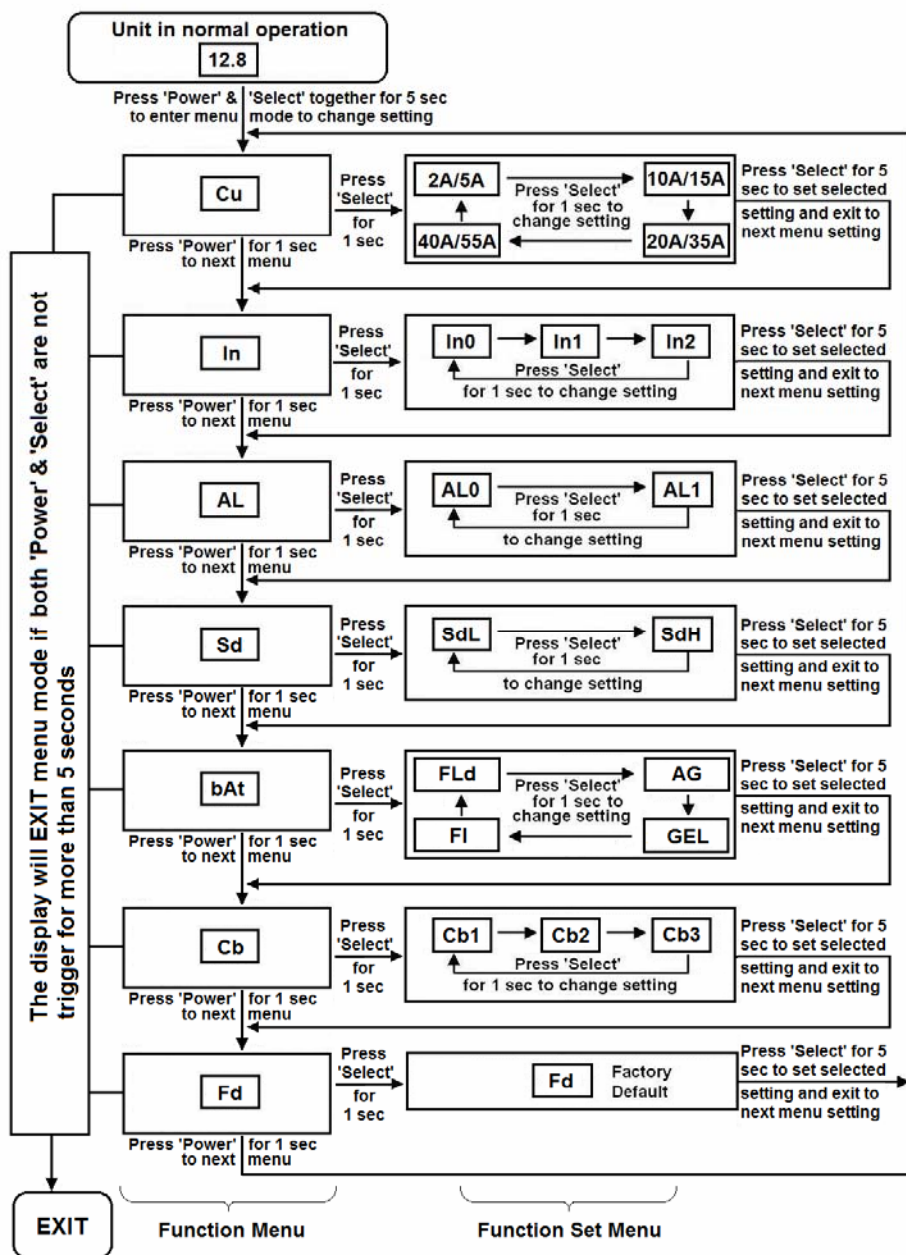 Unit in normal operation
12.8
Press 'Power' & 'Select' together for 5 sec
to enter menu mode to change setting
Cu
Press
'Select'
for
1 sec
2A/5A
10A/15A
Press 'Select'
for 1 sec to
change setting
40A/55A
20A/35A
Press 'Select' for 5
sec to set selected
setting and exit to
next menu setting
Press 'Power' for 1 sec
to next menu
In
Press
'Select'
for
1 sec
In0
In1
In2
Press 'Select'
for 1 sec to change setting
Press 'Select' for 5
sec to set selected
setting and exit to
next menu setting
Press 'Power' for 1 sec
to next menu
AL
Press
'Select'
for
1 sec
AL0
AL1
Press 'Select'
for 1 sec
to change setting
Press 'Select' for 5
sec to set selected
setting and exit to
next menu setting
Press 'Power' for 1 sec
to next menu
Sd
Press
'Select'
for
1 sec
SdL
SdH
Press 'Select'
for 1 sec
to change setting
Press 'Select' for 5
sec to set selected
setting and exit to
next menu setting
Press 'Power' for 1 sec
to next menu
bAt
Press
'Select'
for
1 sec
FLd
AG
Press 'Select'
for 1 sec to
change setting
FI
GEL
Press 'Select' for 5
sec to set selected
setting and exit to
next menu setting
Press 'Power' for 1 sec
to next menu
Cb
Press
'Select'
for
1 sec
Cb1
Cb2
Cb3
Press 'Select'
for 1 sec to change setting
Press 'Select' for 5
sec to set selected
setting and exit to
next menu setting
Press 'Power' for 1 sec
to next menu
Fd
Press
'Select'
for
1 sec
Fd
Factory
Default
Press 'Select' for 5
sec to set selected
setting and exit to
next menu setting
Press 'Power' for 1 sec
to next menu
The display will EXIT menu mode if both 'Power' & 'Select' are not
trigger for more than 5 seconds
EXIT
Function Menu
Function Set Menu